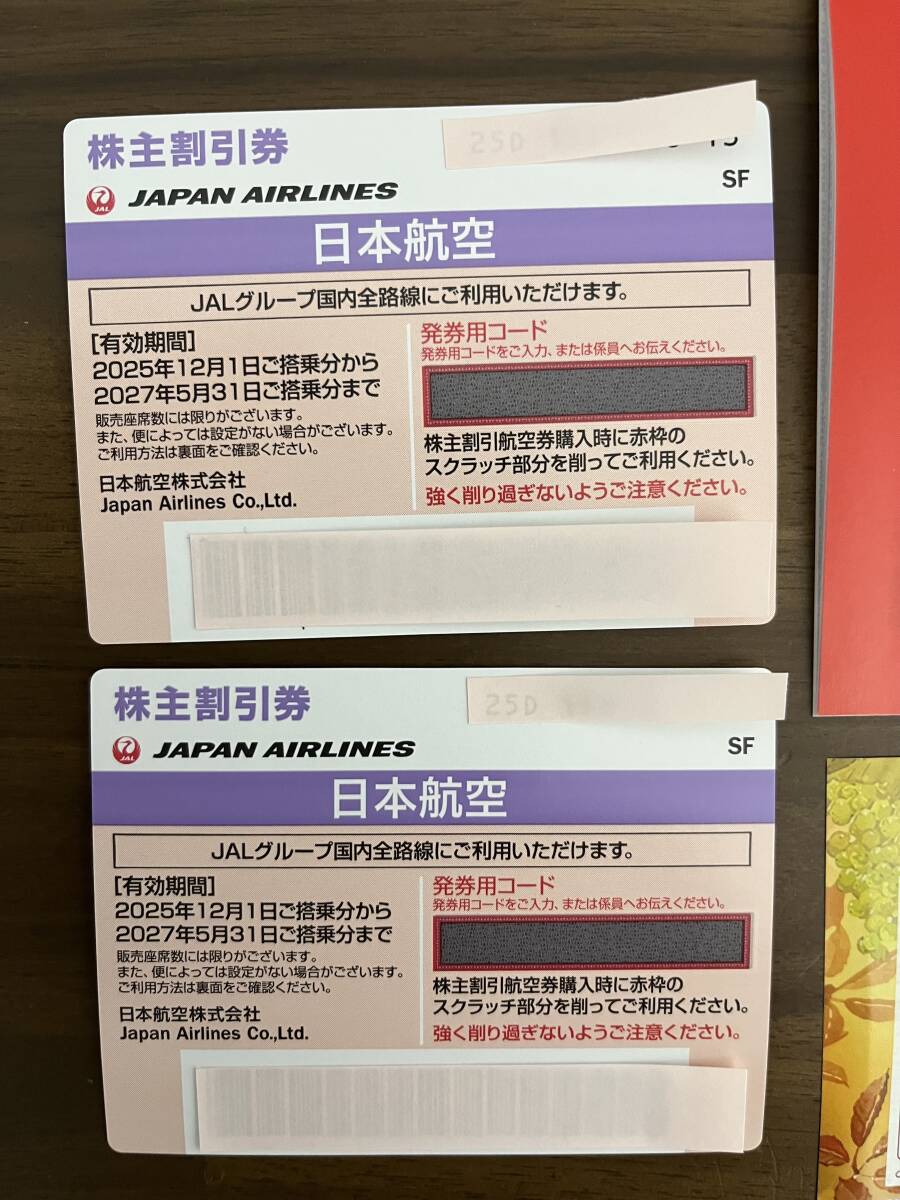 株主割引券
25D
JAL
JAPAN AIRLINES
SF
日本航空
JALグループ国内全路線にご利用いただけます。
[有効期間]
2025年12月1日ご搭乗分から
2027年5月31日ご搭乗分まで
販売座席数には限りがございます。
また、便によっては設定がない場合がございます。
ご利用方法は裏面をご確認ください。
日本航空株式会社
Japan Airlines Co.,Ltd.
発券用コード
発券用コードをご入力、または係員へお伝えください。
株主割引航空券購入時に赤枠の
スクラッチ部分を削ってご利用ください。
強く削り過ぎないようご注意ください。
株主割引券
25D
JAL
JAPAN AIRLINES
SF
日本航空
JALグループ国内全路線にご利用いただけます。
[有効期間]
2025年12月1日ご搭乗分から
2027年5月31日ご搭乗分まで
販売座席数には限りがございます。
また、便によっては設定がない場合がございます。
ご利用方法は裏面をご確認ください。
日本航空株式会社
Japan Airlines Co.,Ltd.
発券用コード
発券用コードをご入力、または係員へお伝えください。
株主割引航空券購入時に赤枠の
スクラッチ部分を削ってご利用ください。
強く削り過ぎないようご注意ください。